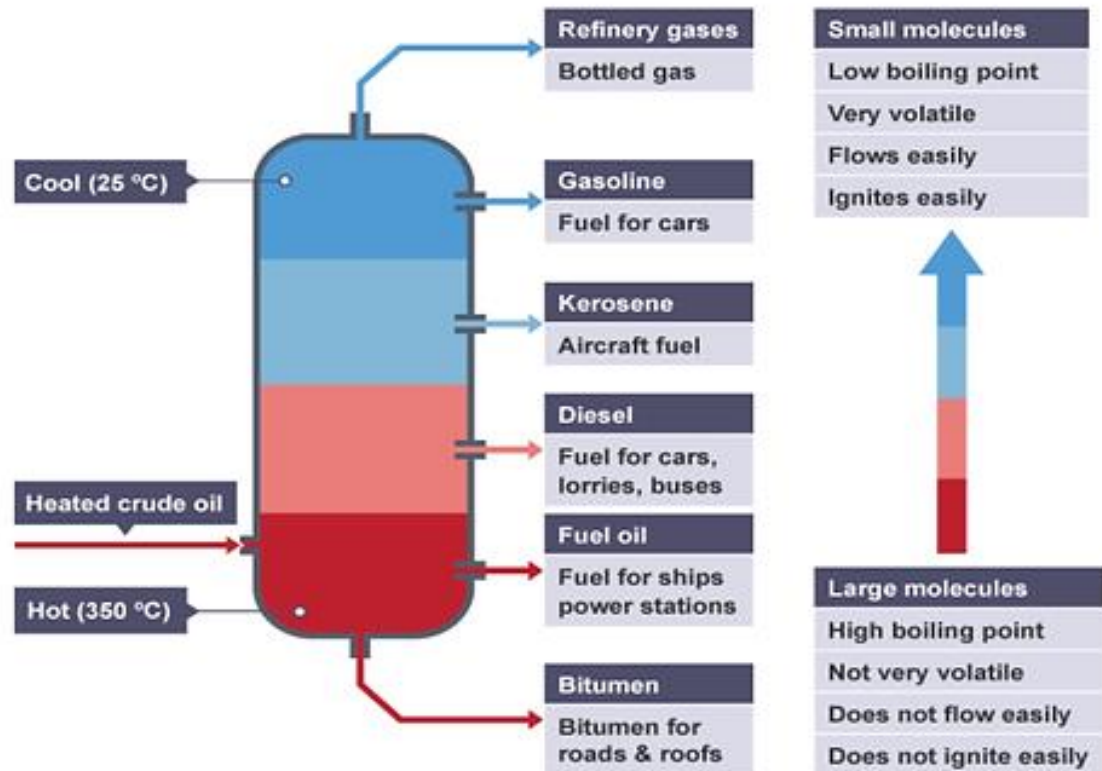 Refinery gases
Bottled gas
Cool (25 ºC)
Gasoline
Fuel for cars
Kerosene
Aircraft fuel
Diesel
Fuel for cars,
lorries, buses
Heated crude oil
Fuel oil
Fuel for ships
power stations
Hot (350 ºC)
Bitumen
Bitumen for
roads & roofs
Small molecules
Low boiling point
Very volatile
Flows easily
Ignites easily
Large molecules
High boiling point
Not very volatile
Does not flow easily
Does not ignite easily